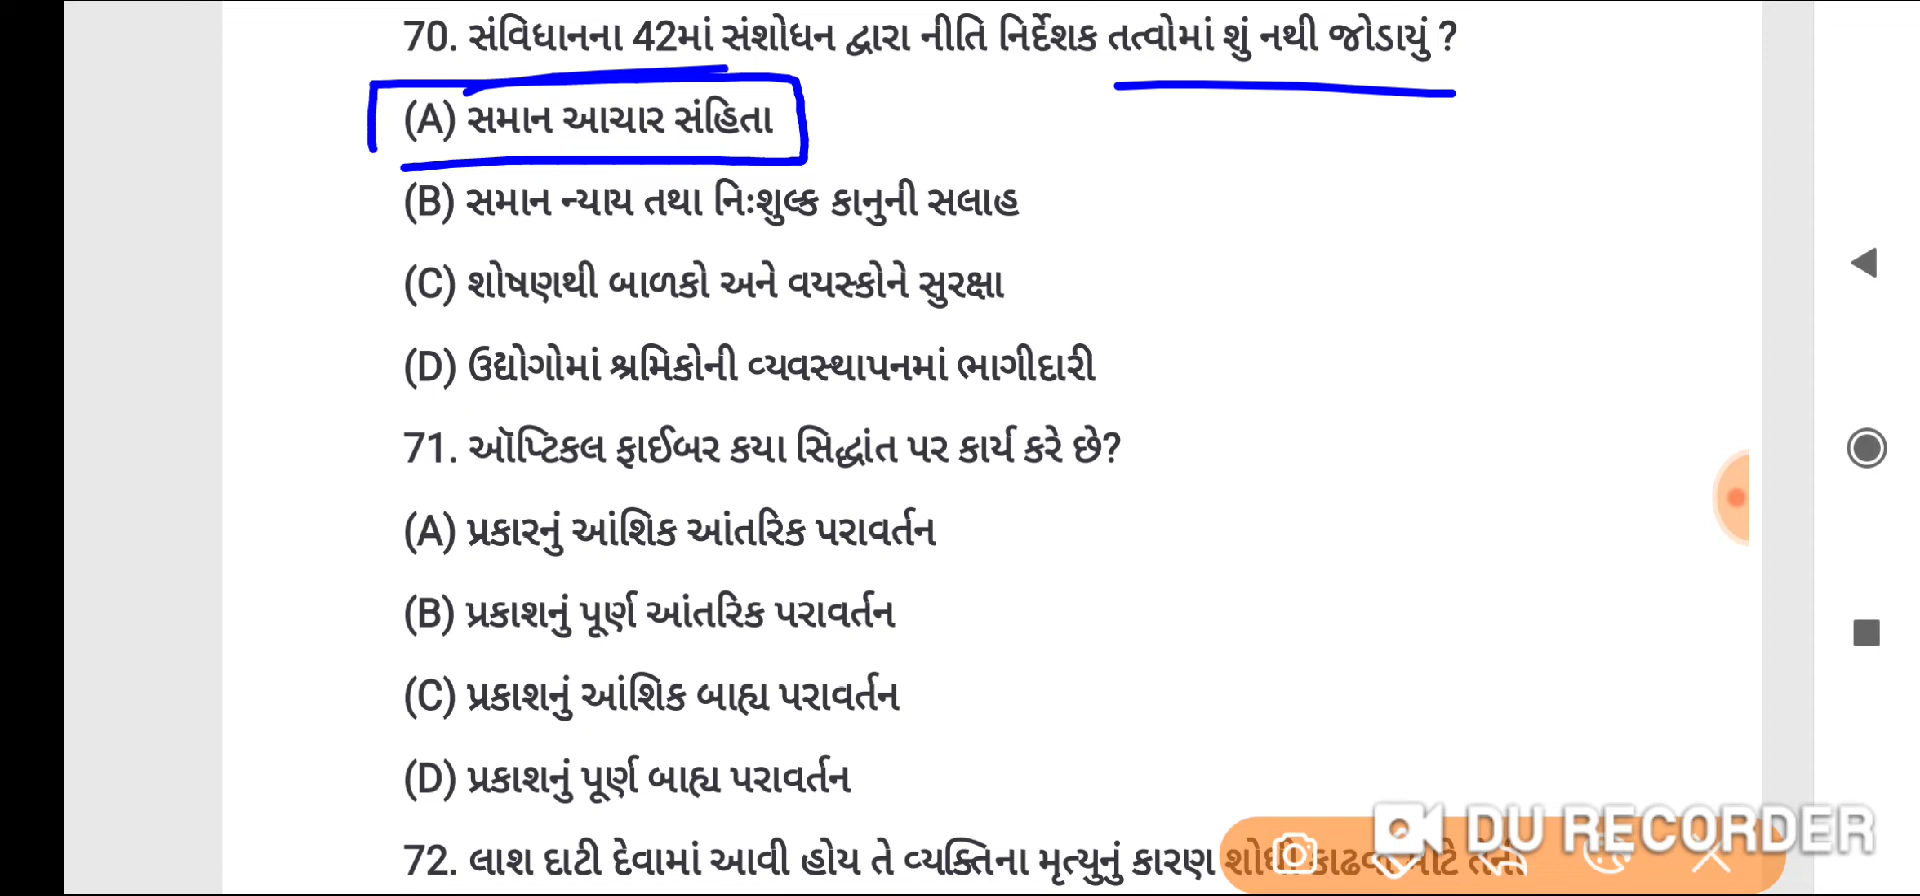 70. સંવિધાનના 42માં સંશોધન દ્વારા નીતિ નિર્દેશક તત્વોમાં શું નથી જોડાયું ?
(A) સમાન આચાર સંહિતા
(B) સમાન ન્યાય તથા નિઃશુલ્ક કાનુની સલાહ
(C) શોષણથી બાળકો અને વયસ્કોને સુરક્ષા
(D) ઉદ્યોગોમાં શ્રમિકોની વ્યવસ્થાપનમાં ભાગીદારી
71. ઑપ્ટિકલ ફાઈબર કયા સિદ્ધાંત પર કાર્ય કરે છે?
(A) પ્રકારનું આંશિક આંતરિક પરાવર્તન
(B) પ્રકાશનું પૂર્ણ આંતરિક પરાવર્તન
(C) પ્રકાશનું આંશિક બાહ્ય પરાવર્તન
(D) પ્રકાશનું પૂર્ણ બાહ્ય પરાવર્તન
DU RECORDER
72. લાશ દાટી દેવામાં આવી હોય તે વ્યક્તિના મૃત્યુનું કારણ